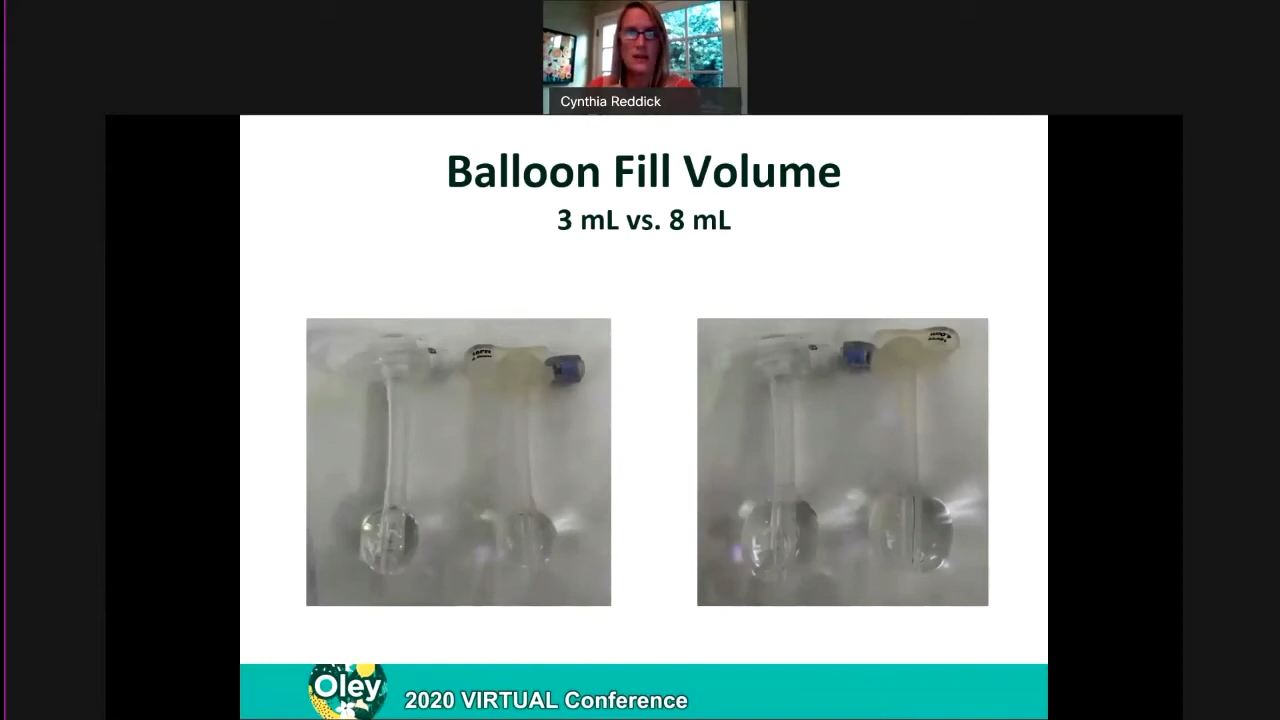 Cynthia Reddick
Balloon Fill Volume
3 mL vs. 8 mL
Oley
2020 VIRTUAL Conference